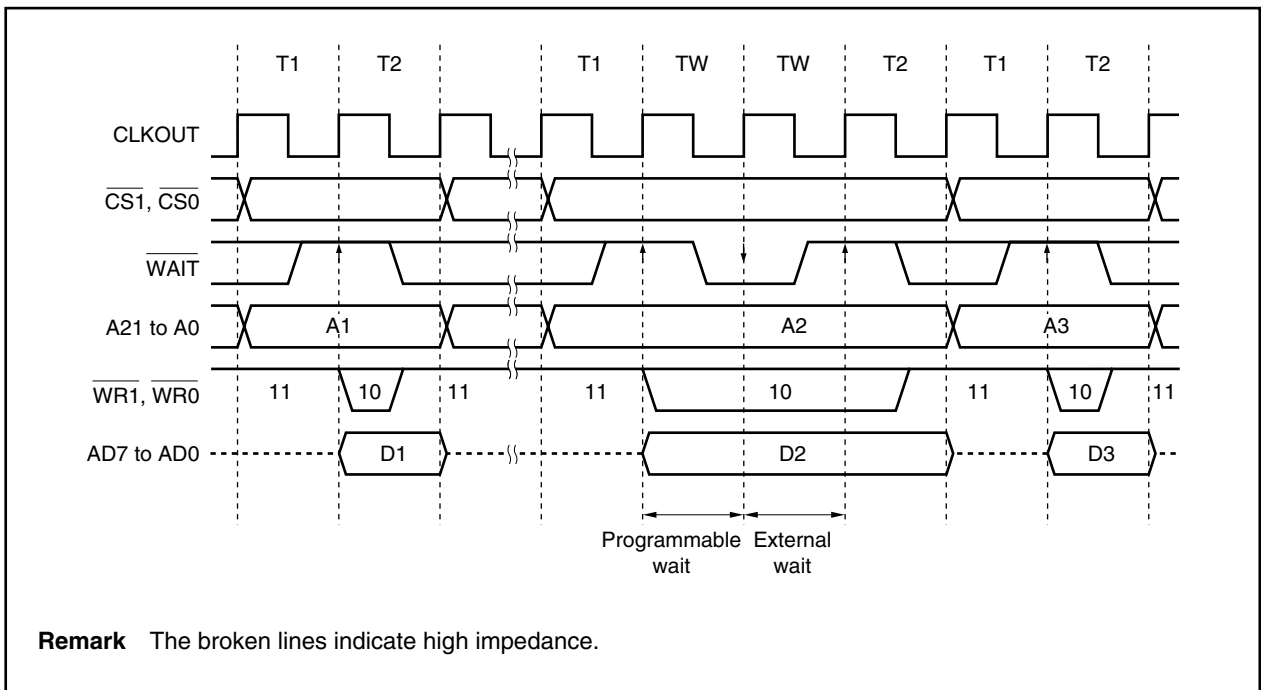 T1 T2 T1 TW TW T2 T1 T2
CLKOUT
CS1, CS0
WAIT
A21 to A0 A1 A2 A3
WR1, WR0 11 10 11 11 10 11 10 11
AD7 to AD0 D1 D2 D3
Programmable External
wait wait
Remark The broken lines indicate high impedance.